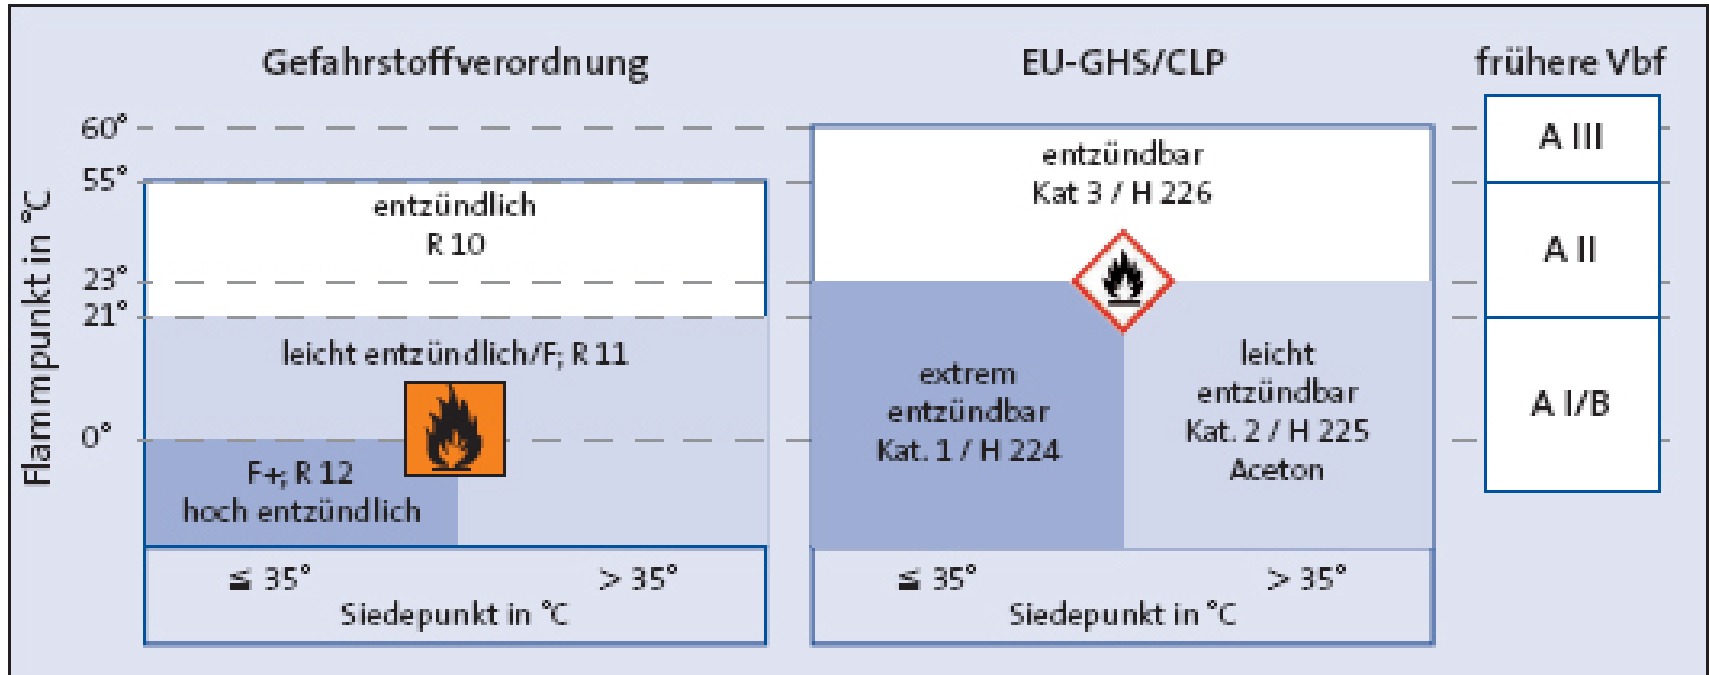 Gefahrstoffverordnung
EU-GHS/CLP
frühere Vbf
Flammpunkt in °C
60°
55°
23°
21°
0°
entzündlich
R 10
leicht entzündlich/F; R 11
F+; R 12
hoch entzündlich
≦ 35°
> 35°
Siedepunkt in °C
entzündbar
Kat 3 / H 226
extrem
entzündbar
Kat. 1 / H 224
leicht
entzündbar
Kat. 2 / H 225
Aceton
≦ 35°
> 35°
Siedepunkt in °C
A III
A II
A I/B